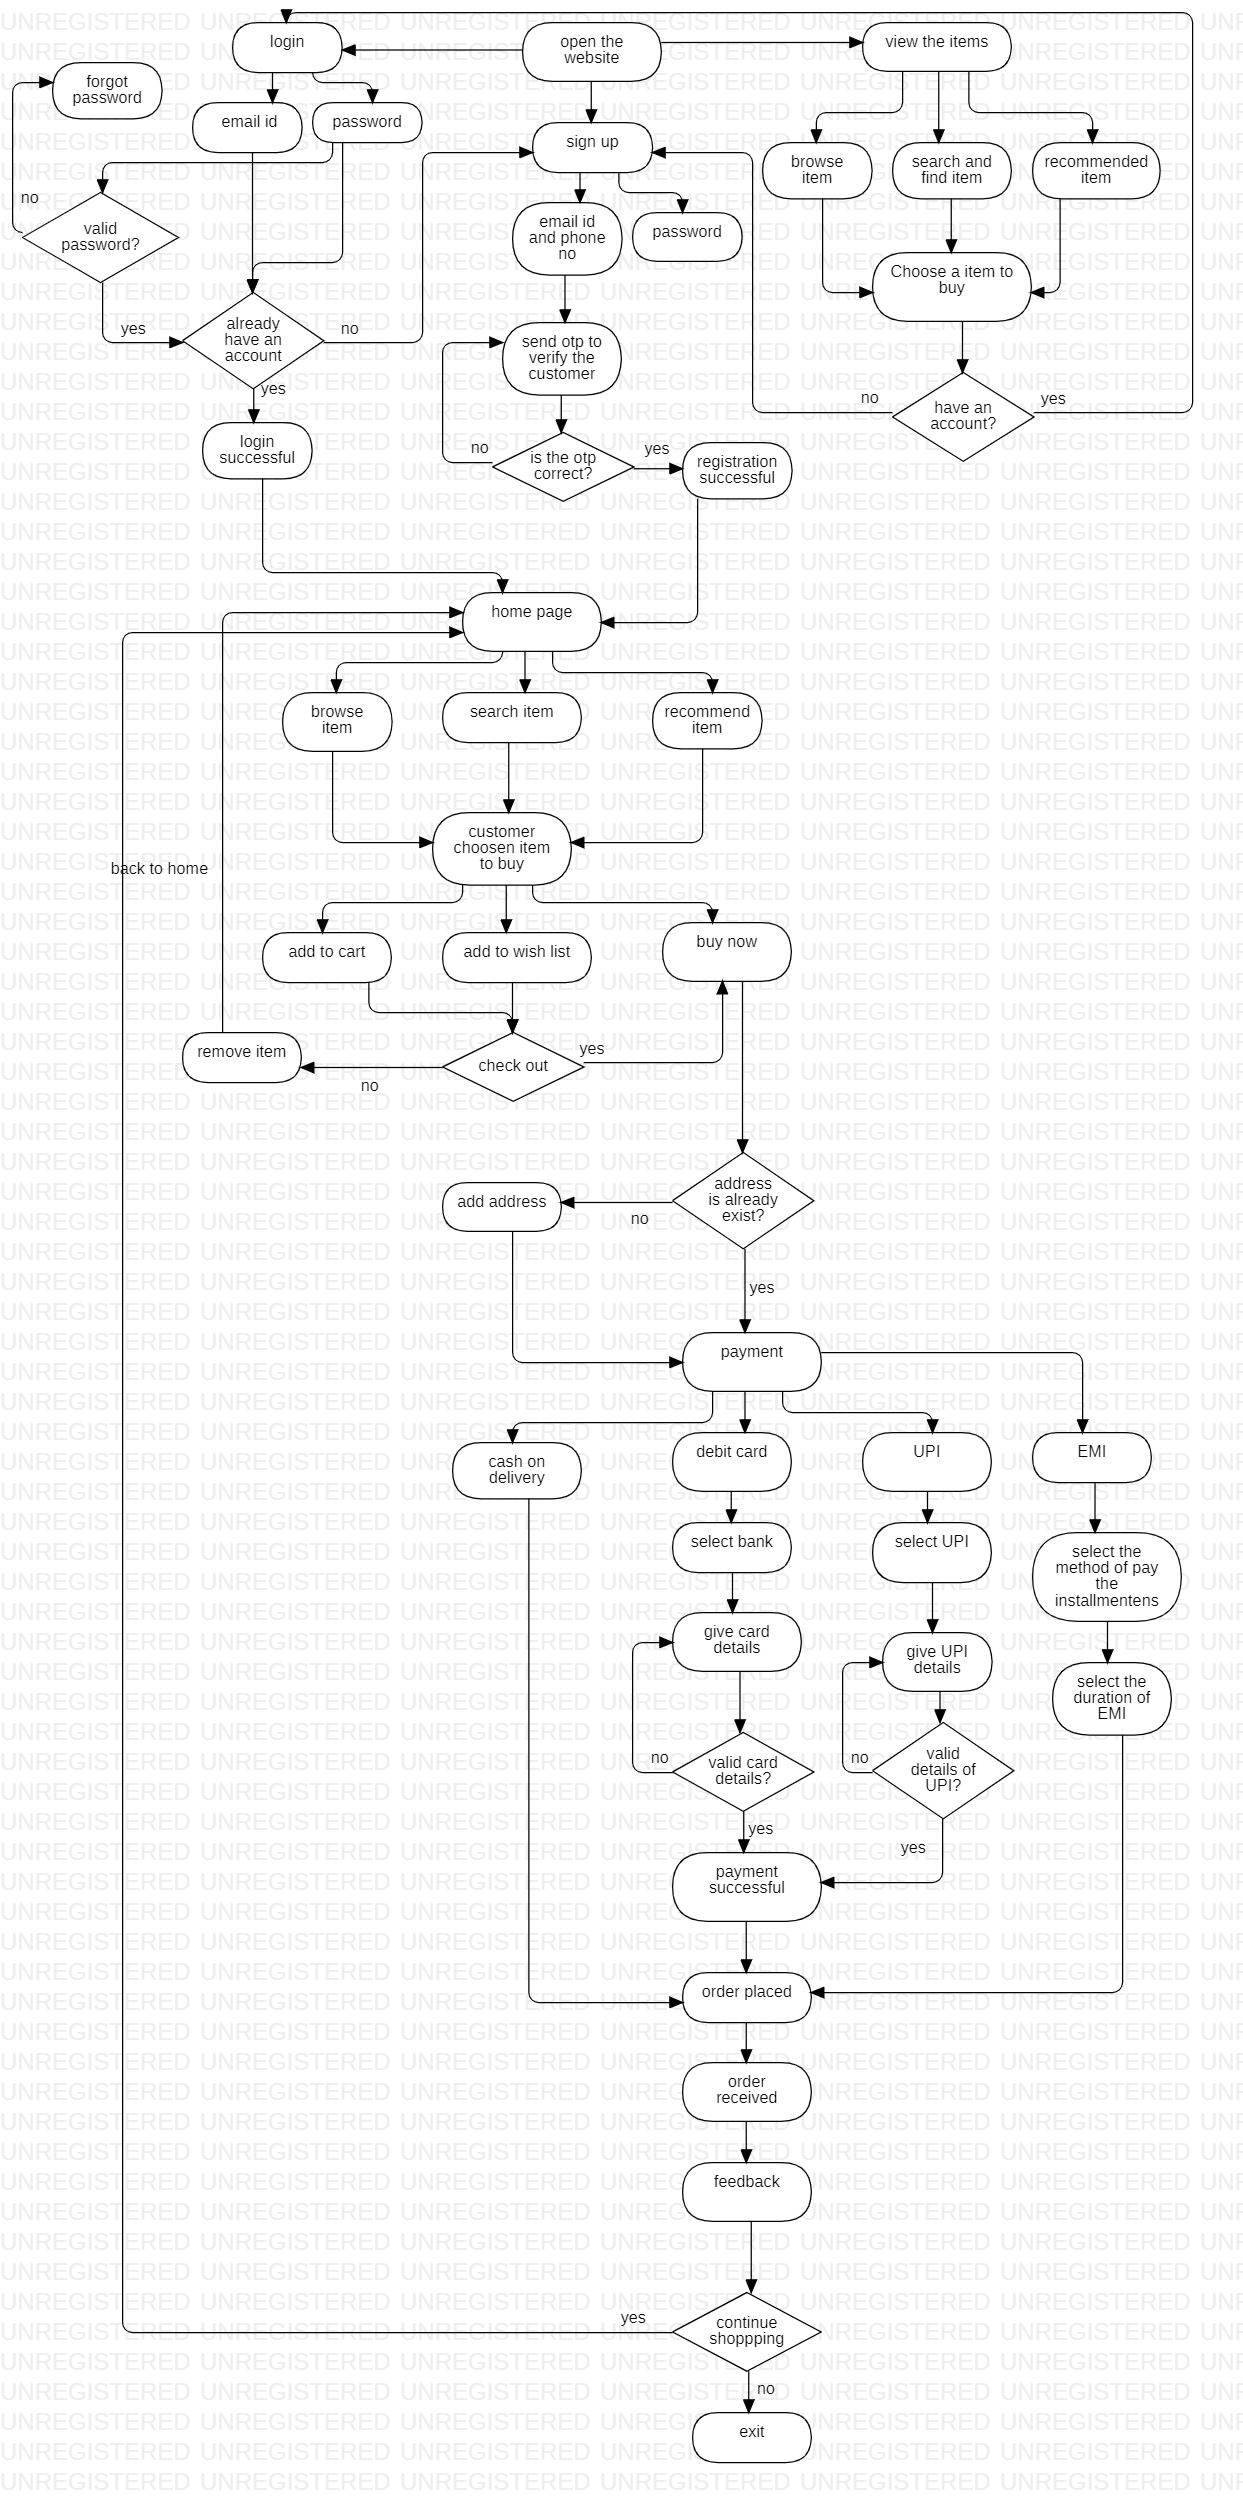 login
open the
website
view the items
forgot
password
email id
password
sign up
browse
item
search and
find item
recommended
item
no
valid
password?
email id
and phone
no
password
Choose a item to
buy
yes
already
have an
account
no
send otp to
verify the
customer
yes
no
have an
account?
yes
login
successful
no
is the otp
correct?
yes
registration
successful
home page
browse
item
search item
recommend
item
customer
choosen item
to buy
back to home
add to cart
add to wish list
buy now
remove item
no
check out
yes
address
is already
exist?
add address
no
yes
payment
cash on
delivery
debit card
UPI
EMI
select bank
select UPI
select the
method of pay
the
installmentens
give card
details
give UPI
details
select the
duration of
EMI
no
valid card
details?
no
valid
details of
UPI?
yes
yes
payment
successful
order placed
order
received
feedback
yes
continue
shoppping
no
exit
UNREGISTERED